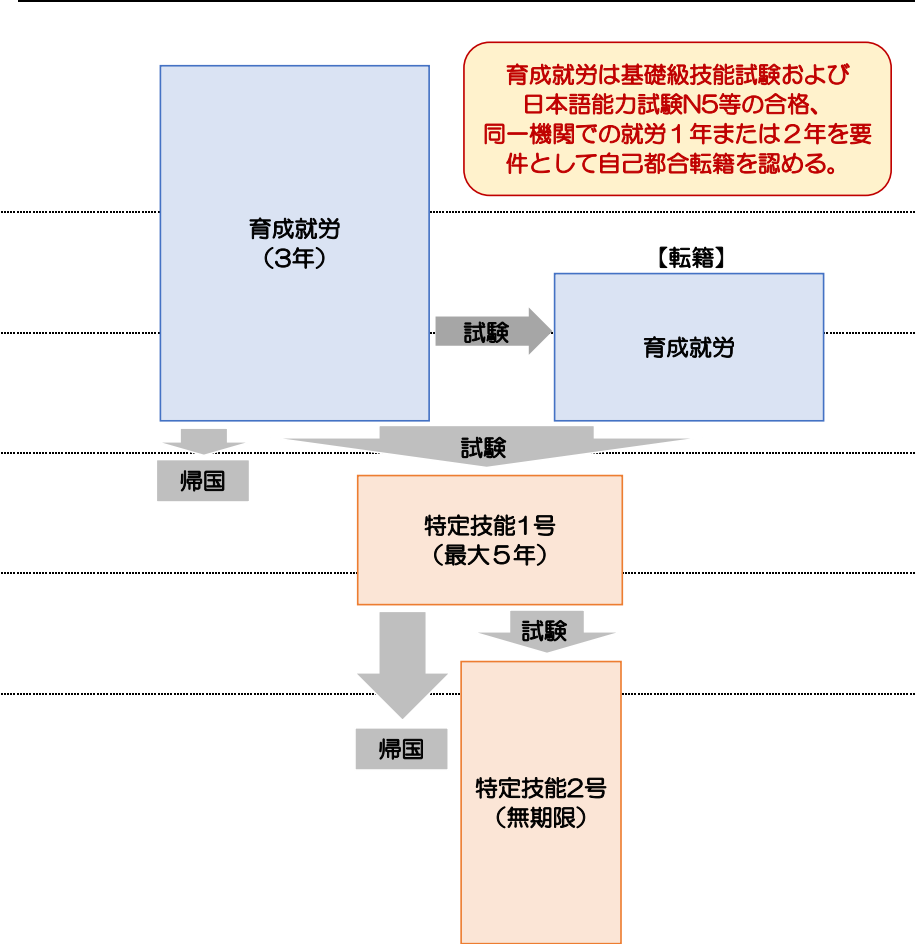 育成就労は基礎級技能試験および
日本語能力試験N5等の合格、
同一機関での就労１年または２年を要
件として自己都合転籍を認める。
育成就労
（3年）
【転籍】
試験
育成就労
試験
帰国
特定技能1号
（最大５年）
試験
帰国
特定技能2号
（無期限）